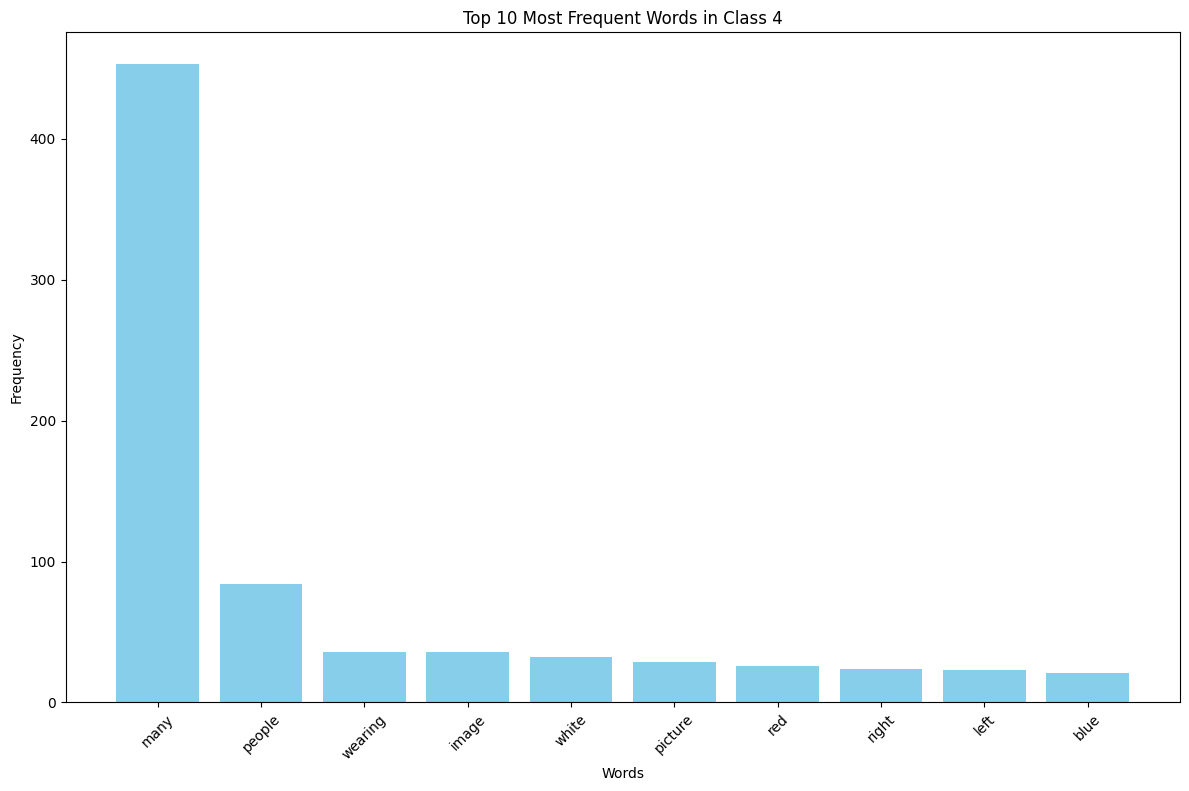 Top 10 Most Frequent Words in Class 4
Frequency
400
300
200
100
0
many
people
wearing
image
white
picture
red
right
left
blue
Words